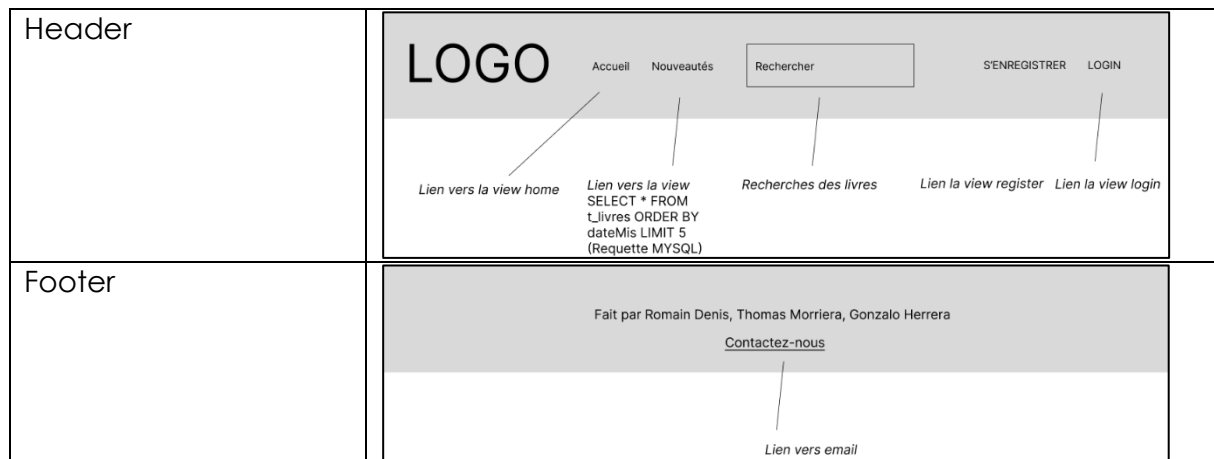 Header
LOGO
Accueil
Nouveautés
Rechercher
S'ENREGISTRER
LOGIN
Lien vers la view home
Lien vers la view
SELECT * FROM
t_livres ORDER BY
dateMis LIMIT 5
(Requette MYSQL)
Recherches des livres
Lien la view register
Lien la view login
Footer
Fait par Romain Denis, Thomas Morriera, Gonzalo Herrera
Contactez-nous
Lien vers email